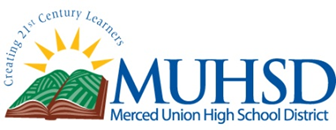 Creating 21st Century Learners
MUHSD
Merced Union High School District